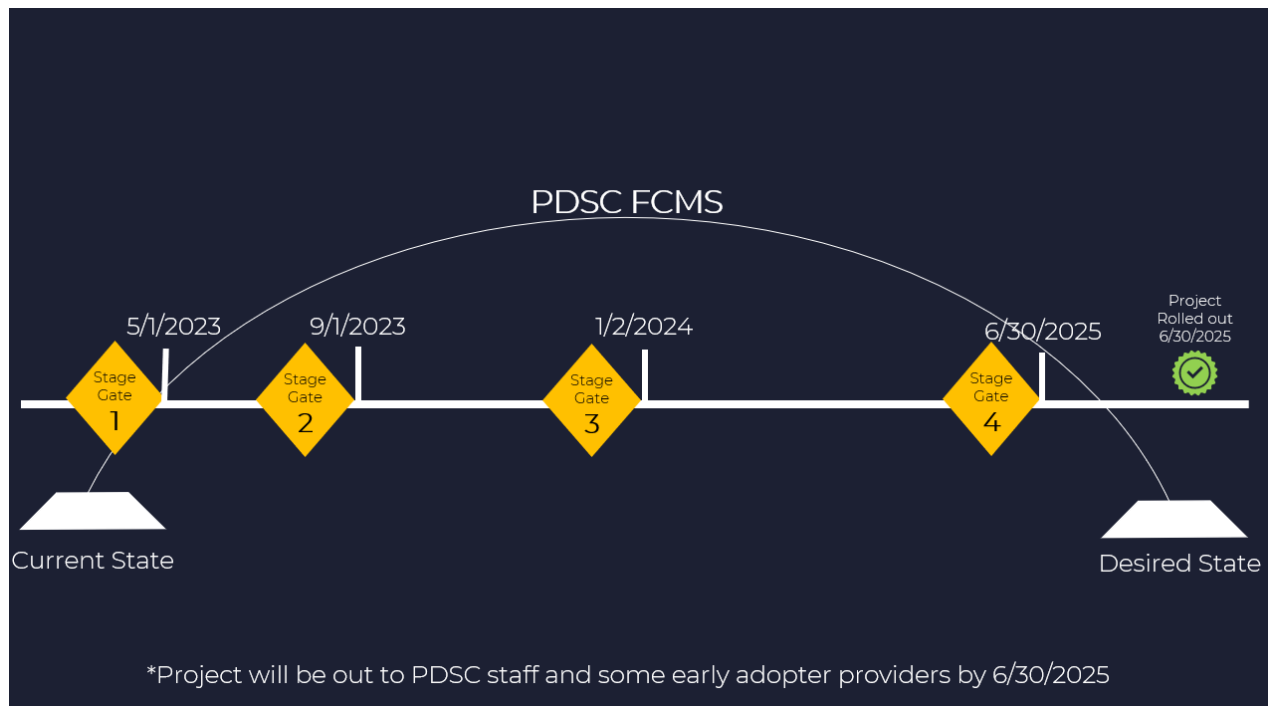 PDSC FCMS
5/1/2023
9/1/2023
1/2/2024
6/30/2025
Project
Rolled out
6/30/2025
Stage
Gate
1
Stage
Gate
2
Stage
Gate
3
Stage
Gate
4
Current State
Desired State
*Project will be out to PDSC staff and some early adopter providers by 6/30/2025